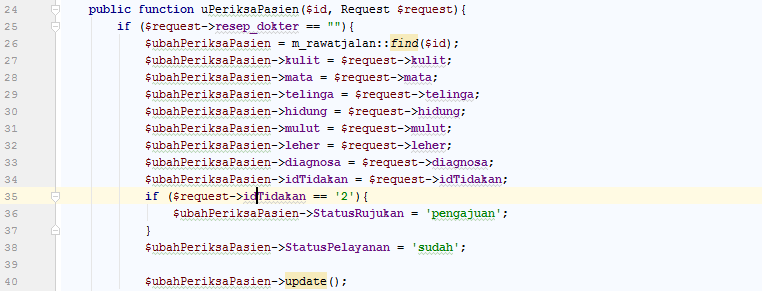 24 public function uPeriksaPasien($id, Request $request){
25 if ($request->resep_dokter == ""){
26 $ubahPeriksaPasien = m_rawatjalan::find($id);
27 $ubahPeriksaPasien->kulit = $request->kulit;
28 $ubahPeriksaPasien->mata = $request->mata;
29 $ubahPeriksaPasien->telinga = $request->telinga;
30 $ubahPeriksaPasien->hidung = $request->hidung;
31 $ubahPeriksaPasien->mulut = $request->mulut;
32 $ubahPeriksaPasien->leher = $request->leher;
33 $ubahPeriksaPasien->diagnosa = $request->diagnosa;
34 $ubahPeriksaPasien->idTidakan = $request->idTidakan;
35 if ($request->idTidakan == '2'){
36 $ubahPeriksaPasien->StatusRujukan = 'pengajuan';
37 }
38 $ubahPeriksaPasien->StatusPelayanan = 'sudah';
39
40 $ubahPeriksaPasien->update();